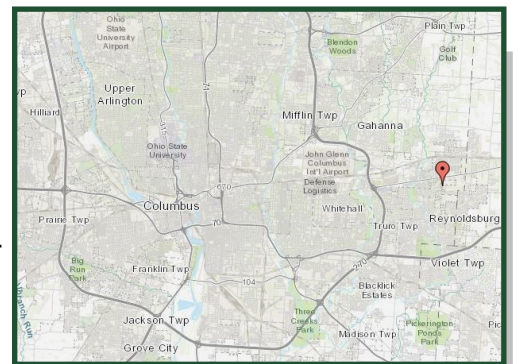 Ohio
State
University
Airport
Plain Twp
Blendon
Woods
Golf
Club
71
Upper
Arlington
Hilliard
315
Mifflin Twp
Gahanna
Ohio State
University
John Glenn
Columbus
Int'l Airport
Defense
Logistics
670
Columbus
Whitehall
Prairie Twp
70
Reynoldsburg
Truro Twp
270
Violet Twp
Big
Run
Park
Franklin Twp
104
Blacklick
Estates
Three
Creeks
Park
Jackson Twp
Madison Twp
Pickerington
Ponds
Park
Grove City